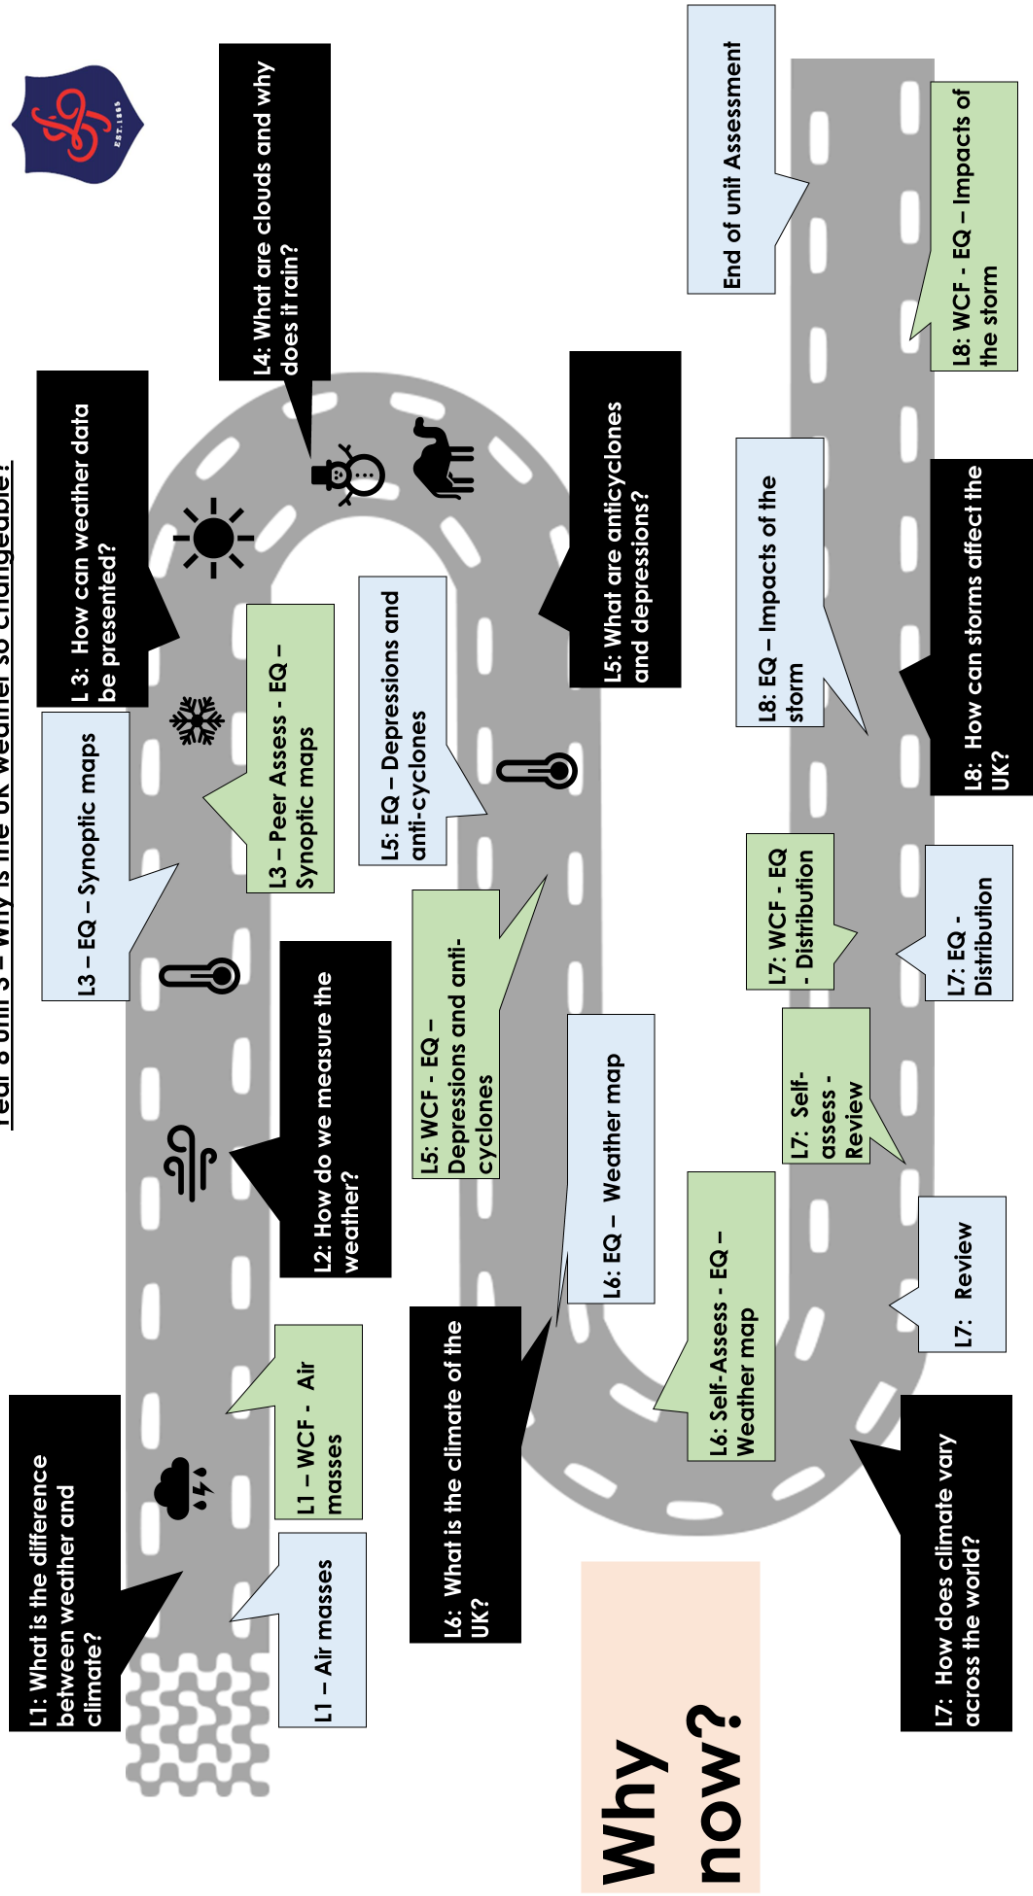 Year 8 Unit 3 – Why is the UK weather so changeable?
EST.1865
L1: What is the difference
between weather and
climate?
L1 – Air masses
L1 – WCF - Air
masses
L2: How do we measure the
weather?
L3 – EQ – Synoptic maps
L3 – Peer Assess - EQ –
Synoptic maps
L3: How can weather data
be presented?
L4: What are clouds and why
does it rain?
L5: What are anticyclones
and depressions?
L5: EQ – Depressions and
anti-cyclones
L5: WCF - EQ –
Depressions and anti-
cyclones
L6: What is the climate of the
UK?
L6: EQ – Weather map
L6: Self-Assess - EQ –
Weather map
Why
now?
L7: How does climate vary
across the world?
L7: Review
L7: Self-
assess -
Review
L7: EQ -
Distribution
L7: WCF - EQ
- Distribution
L8: How can storms affect the
UK?
L8: EQ – Impacts of the
storm
L8: WCF - EQ – Impacts of
the storm
End of unit Assessment